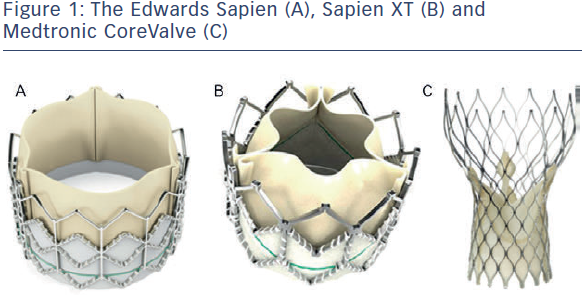 Figure 1: The Edwards Sapien (A), Sapien XT (B) and
Medtronic CoreValve (C)
A
B
C